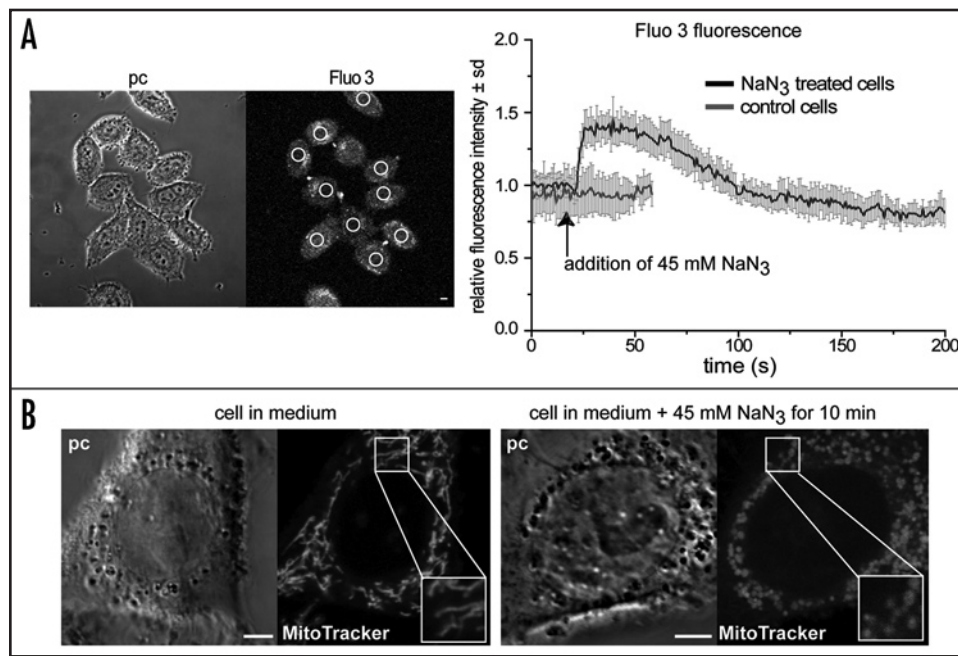 A
pc
Fluo 3
Fluo 3 fluorescence
relative fluorescence intensity ± sd
2.0
1.5
1.0
0.5
0.0
NaN₃ treated cells
control cells
addition of 45 mM NaN₃
0
50
100
150
200
time (s)
B
cell in medium
cell in medium + 45 mM NaN₃ for 10 min
pc
MitoTracker
pc
MitoTracker